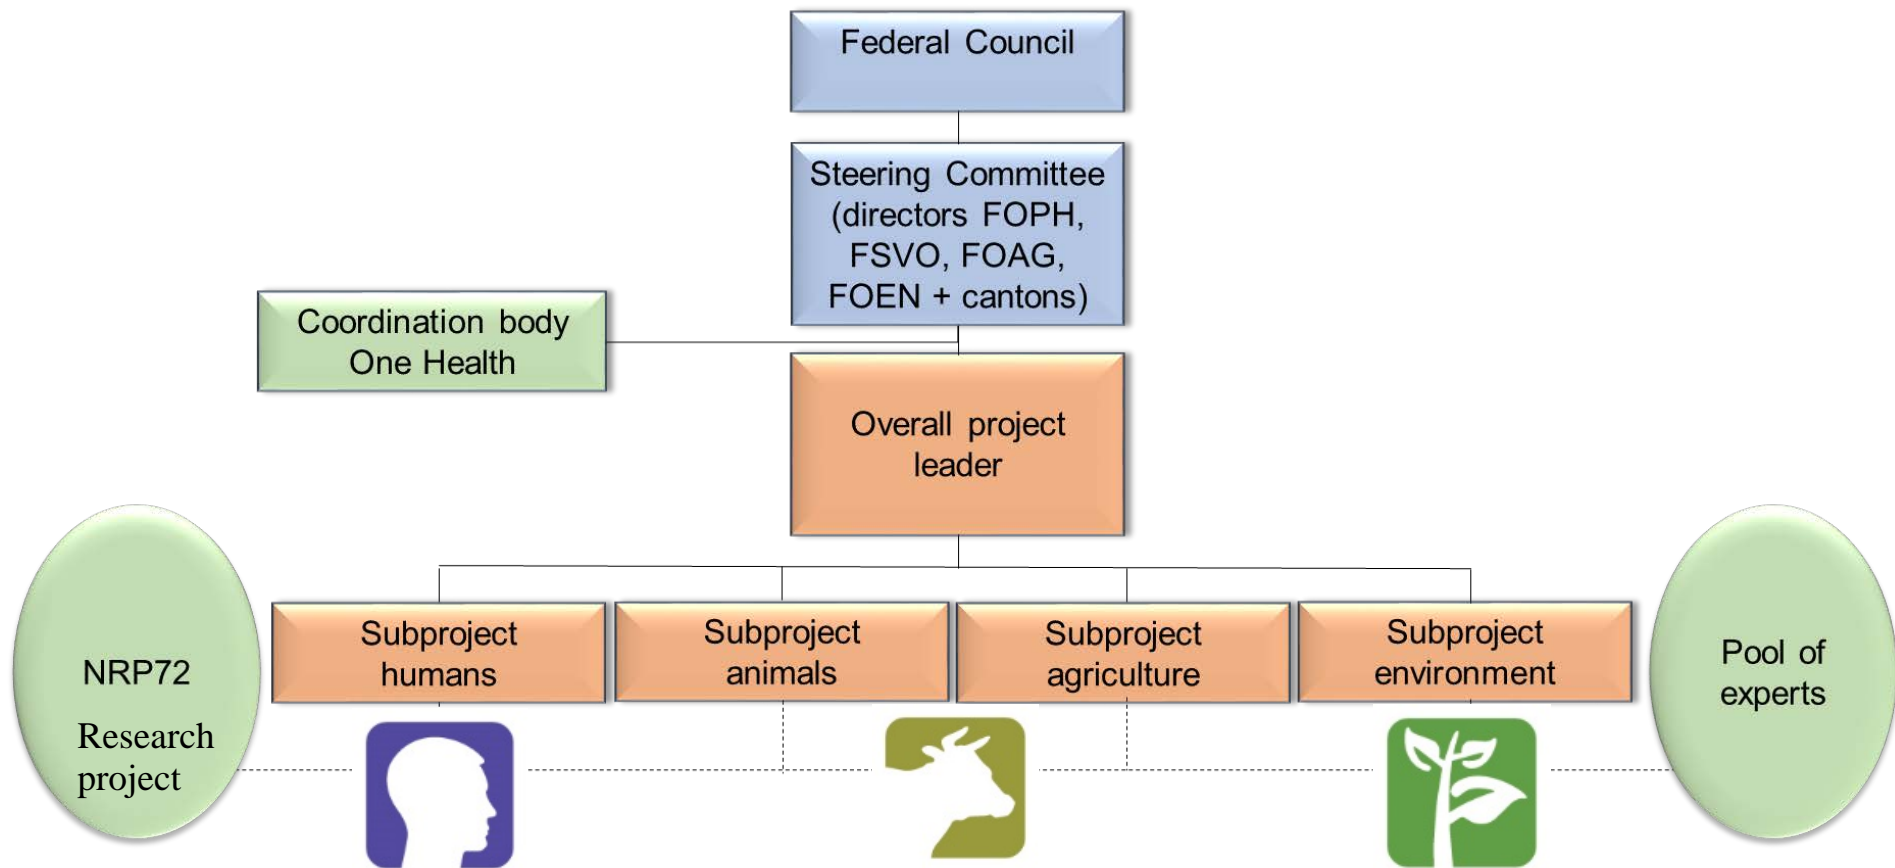 Federal Council
Steering Committee
(directors FOPH,
FSVO, FOAG,
FOEN + cantons)
Coordination body
One Health
Overall project
leader
NRP72
Research
project
Subproject
humans
Subproject
animals
Subproject
agriculture
Subproject
environment
Pool of
experts